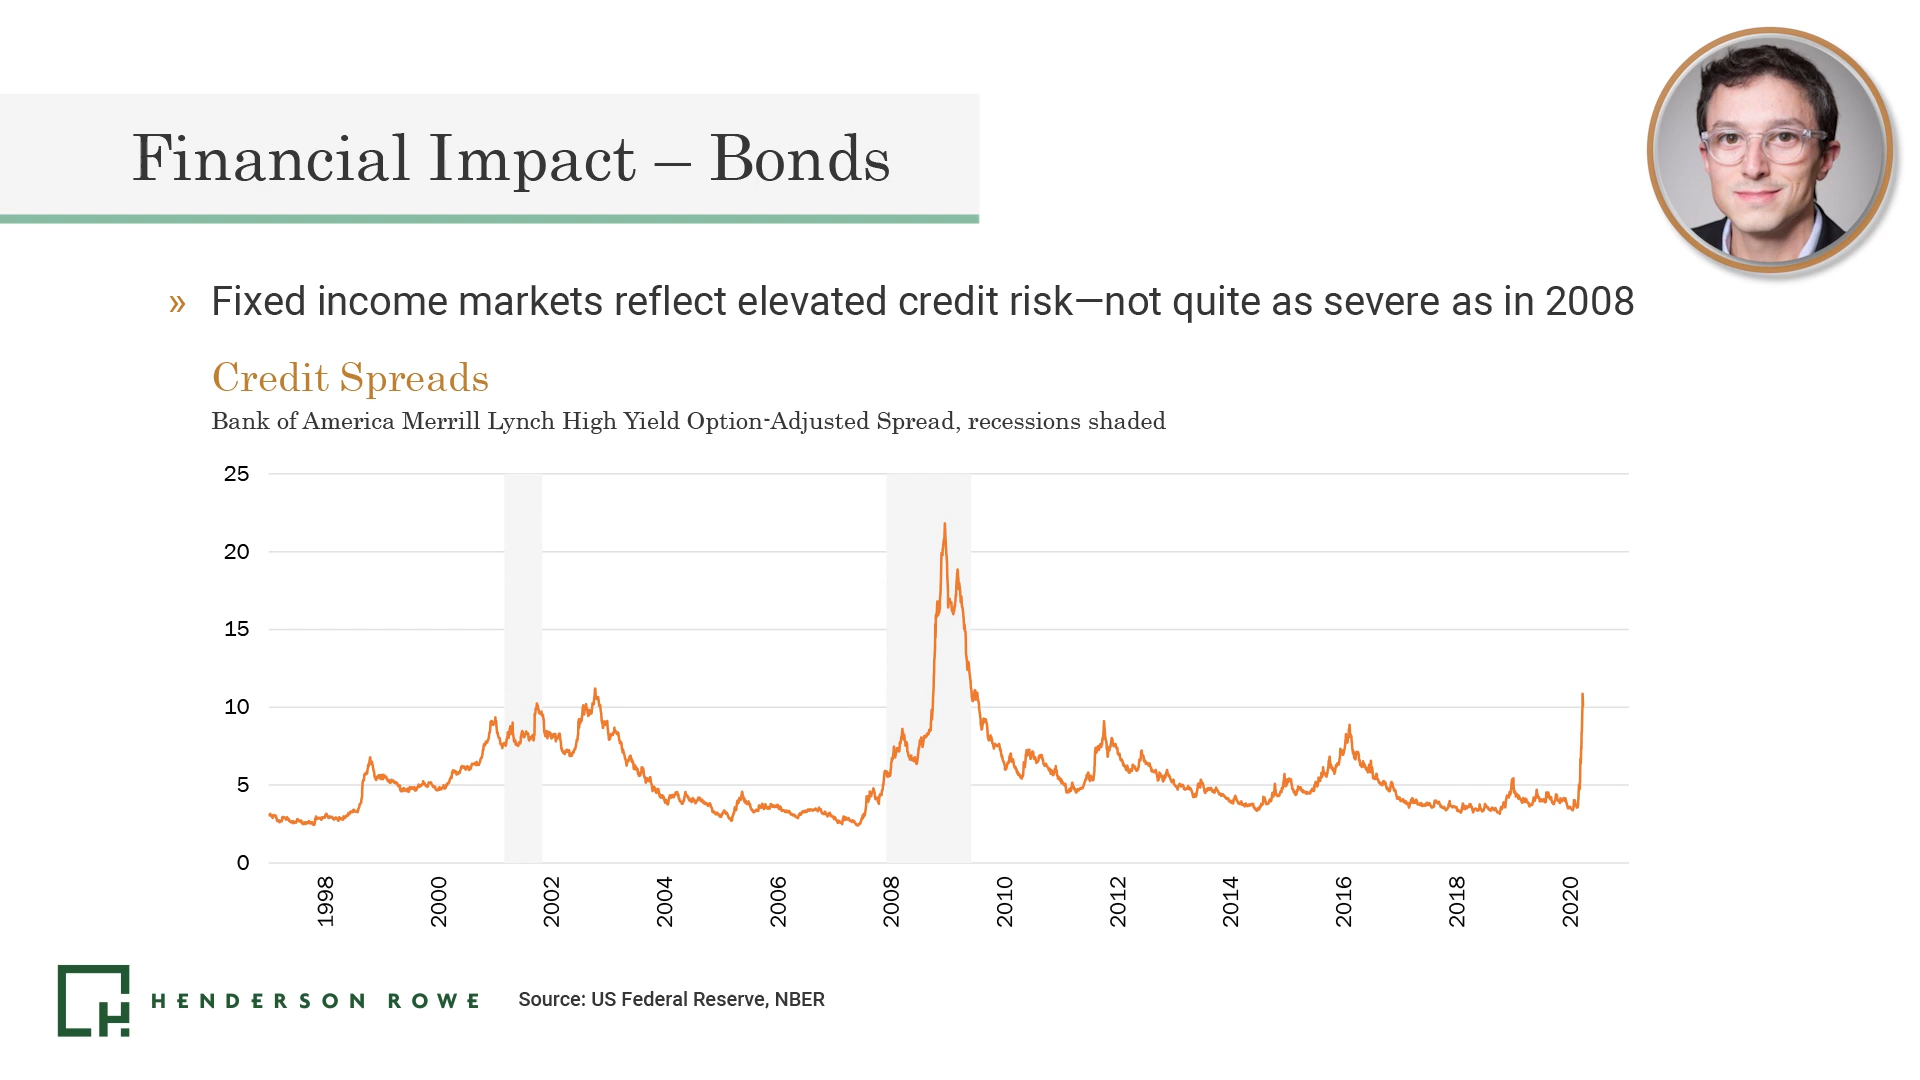 Financial Impact – Bonds
» Fixed income markets reflect elevated credit risk—not quite as severe as in 2008
Credit Spreads
Bank of America Merrill Lynch High Yield Option-Adjusted Spread, recessions shaded
25
20
15
10
5
0
1998 2000 2002 2004 2006 2008 2010 2012 2014 2016 2018 2020
HENDERSON ROWE
Source: US Federal Reserve, NBER